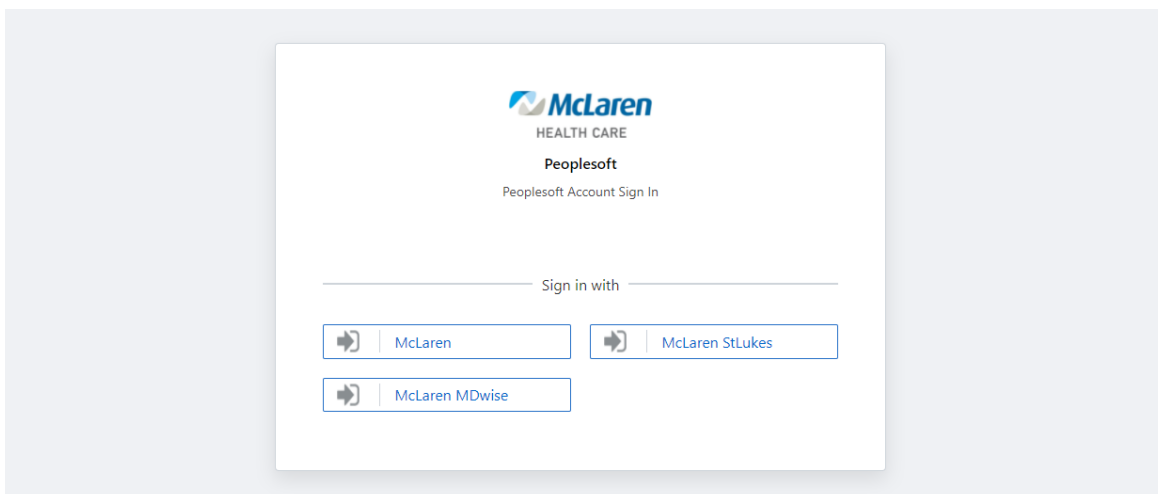 McLaren
HEALTH CARE
Peoplesoft
Peoplesoft Account Sign In
Sign in with
McLaren
McLaren StLukes
McLaren MDwise